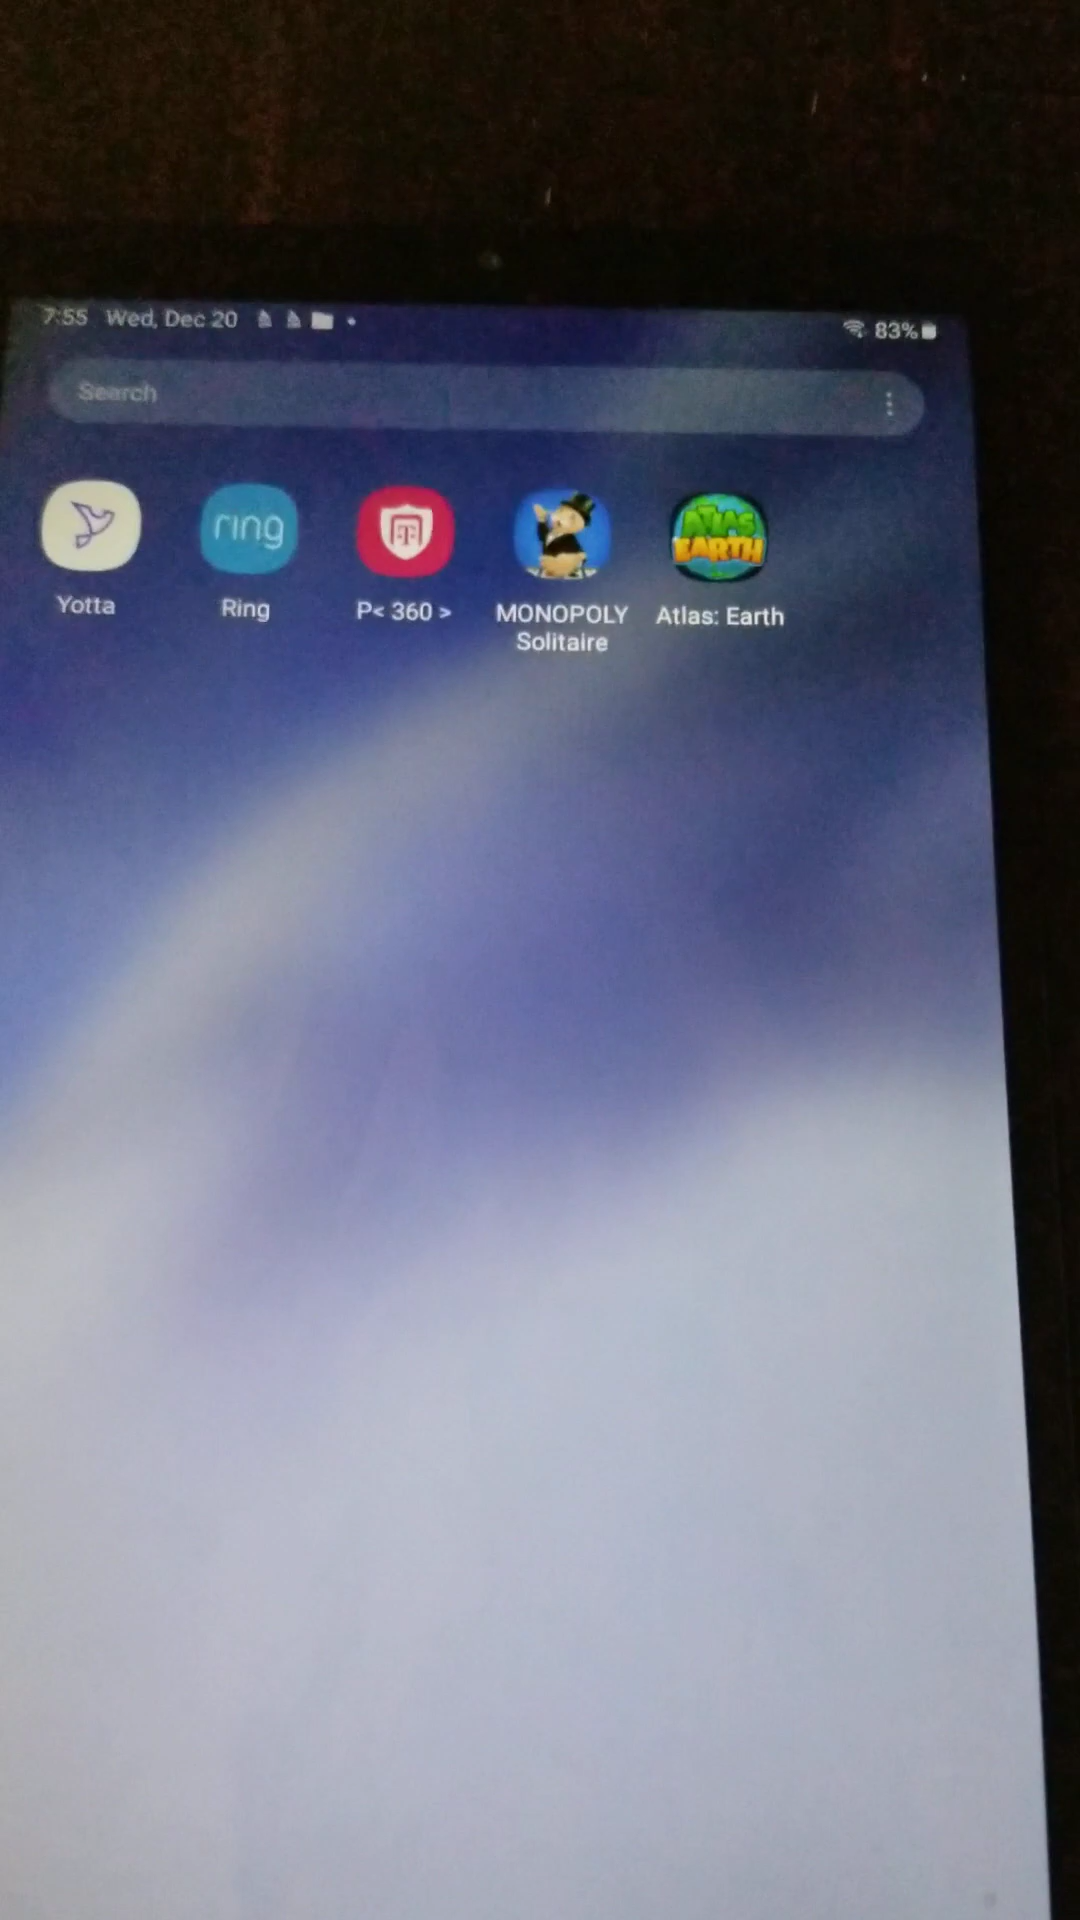 7:55 Wed, Dec 20
83%
Search
ring
ATLAS
EARTH
T
Yotta
Ring
P< 360 >
MONOPOLY
Solitaire
Atlas: Earth